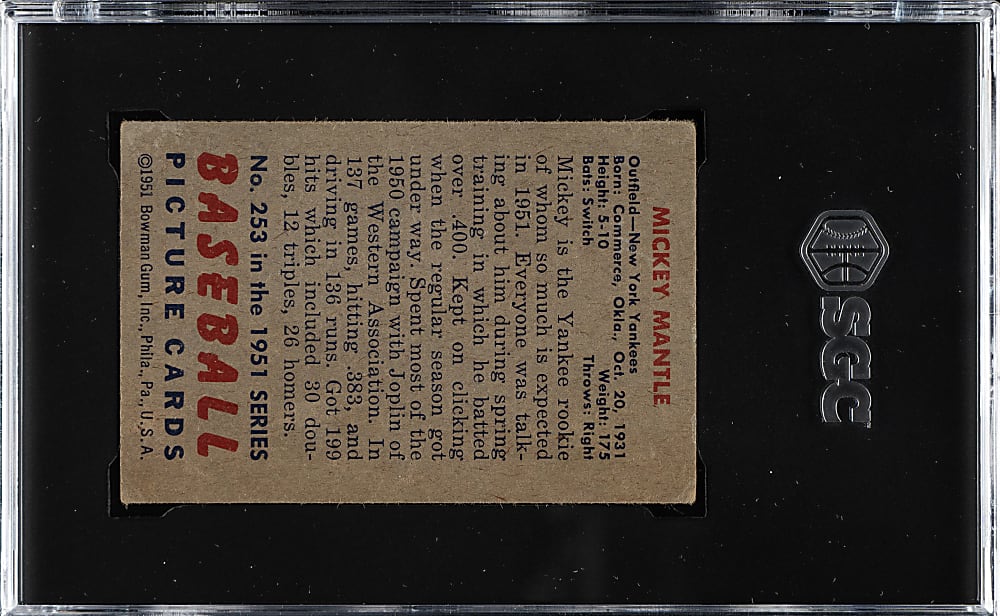 SGC
MICKEY MANTLE
Outfield—New York Yankees
Born: Commerce, Okla., Oct. 20, 1931
Height: 5-10 Weight: 175
Bats: Switch Throws: Right
Mickey is the Yankee rookie
of whom so much is expected
in 1951. Everyone was talk-
ing about him during spring
training in which he batted
over .400. Kept on clicking
when the regular season got
under way. Spent most of the
1950 campaign with Joplin of
the Western Association. In
137 games, hitting .383, and
driving in 136 runs. Got 199
hits which included 30 dou-
bles, 12 triples, 26 homers.
No. 253 in the 1951 SERIES
BASEBALL
PICTURE CARDS
©1951 Bowman Gum, Inc., Phila., Pa., U.S.A.